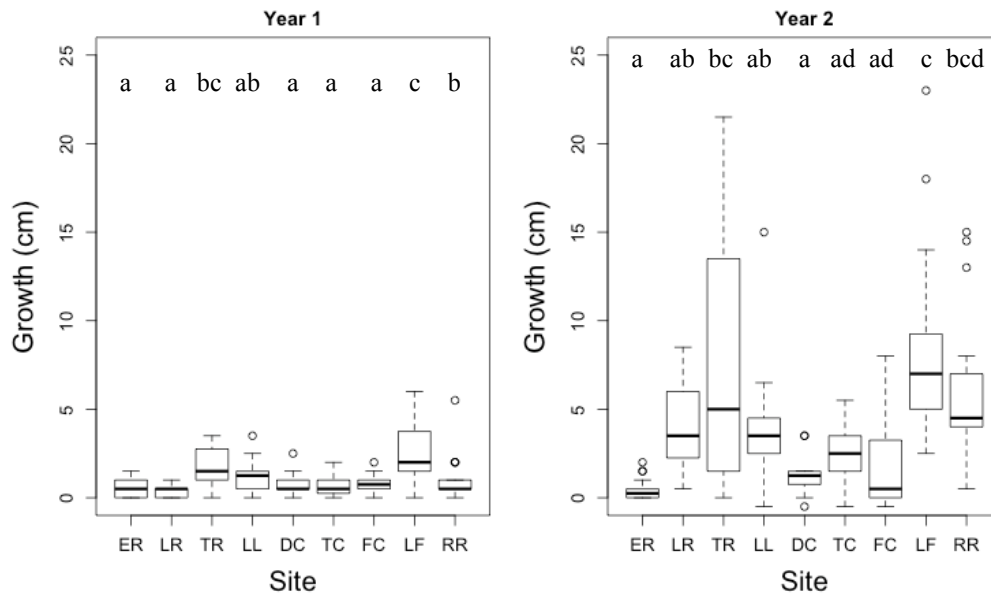 Year 1
a a bc ab a a a c b
25
20
15
10
5
0
Growth (cm)
ER LR TR LL DC TC FC LF RR
Site
Year 2
a ab bc ab a ad ad c bcd
25
20
15
10
5
0
Growth (cm)
ER LR TR LL DC TC FC LF RR
Site